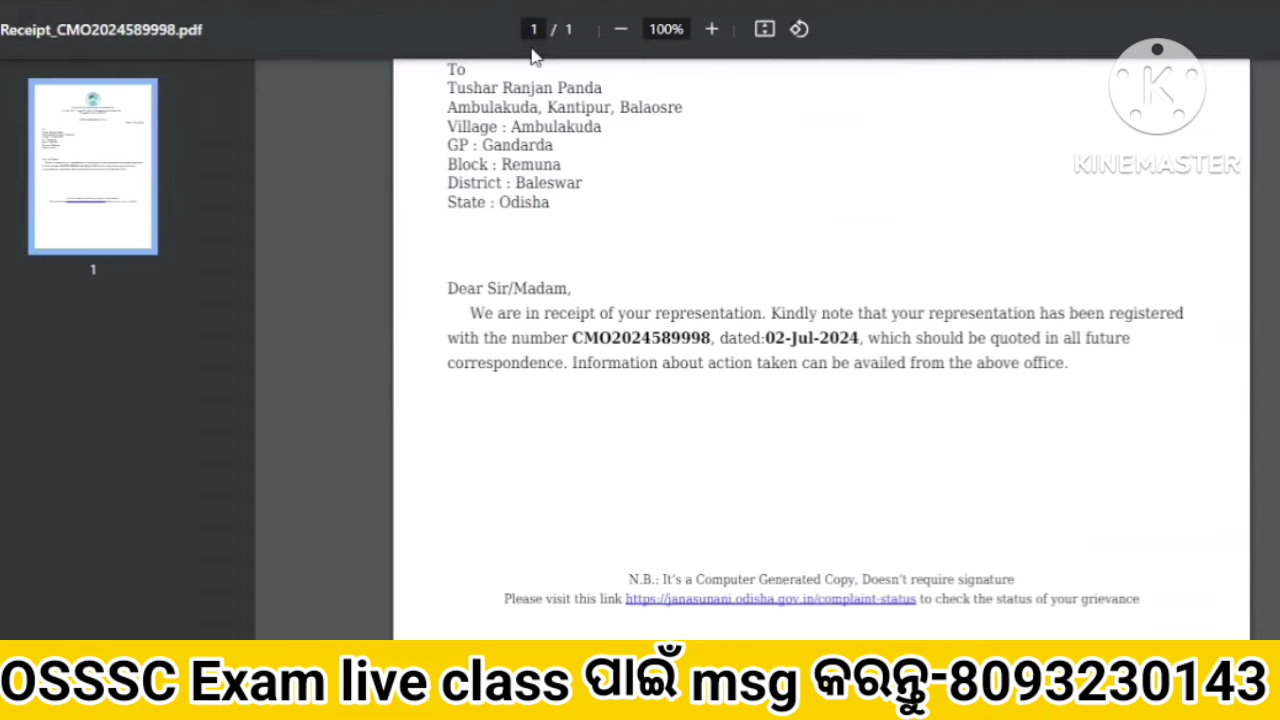 Receipt_CMO2024589998.pdf
1 / 1
100%
To
Tushar Ranjan Panda
Ambulakuda, Kantipur, Balaosre
Village : Ambulakuda
GP : Gandarda
Block : Remuna
District : Baleswar
State : Odisha
Dear Sir/Madam,
We are in receipt of your representation. Kindly note that your representation has been registered
with the number CMO2024589998, dated:02-Jul-2024, which should be quoted in all future
correspondence. Information about action taken can be availed from the above office.
N.B.: It's a Computer Generated Copy, Doesn't require signature
Please visit this link https://janasunani.odisha.gov.in/complaint-status to check the status of your grievance
1
K
KINEMASTER
OSSSC Exam live class ପାଇଁ msg କରନ୍ତୁ-8093230143